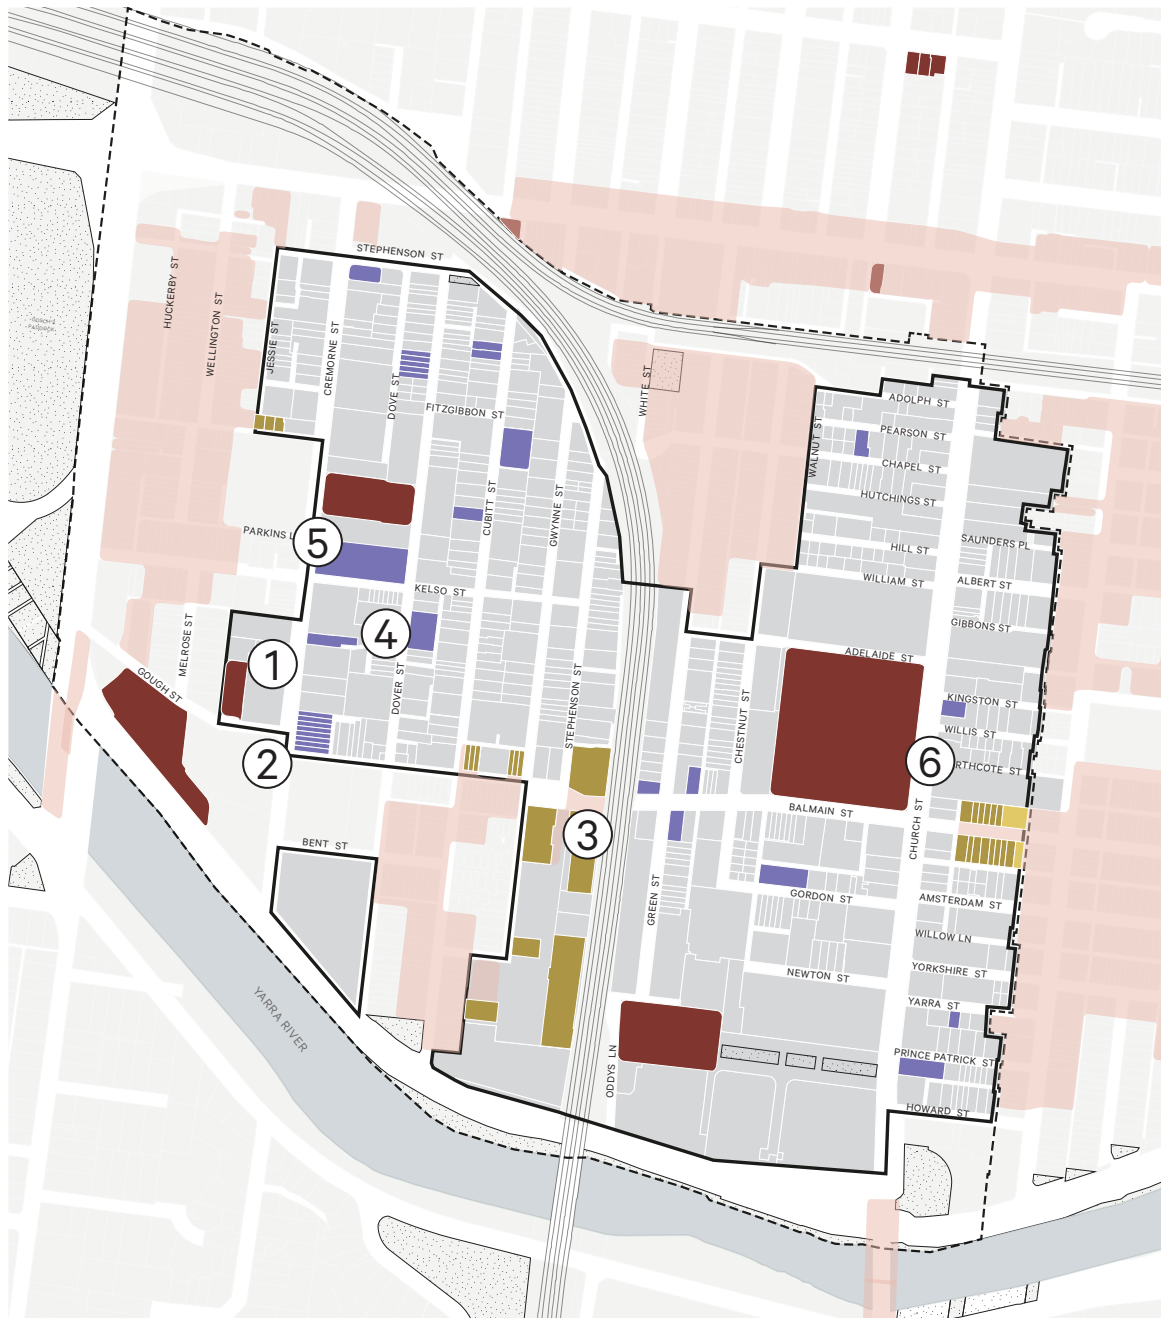 STEPHENSON ST
HUCKERBY ST
WELLINGTON ST
JESSIE ST
CREMORNE ST
DOVE ST
FITZGIBBON ST
CUBITT ST
GWYNNE ST
WHITE ST
WALNUT ST
ADOLPH ST
PEARSON ST
CHAPEL ST
HUTCHINGS ST
HILL ST
SAUNDERS PL
WILLIAM ST
ALBERT ST
GIBBONS ST
PARKINS L
5
KELSO ST
4
MELROSE ST
1
GOUGH ST
DOVER ST
STEPHENSON ST
2
ADELAIDE ST
CHESTNUT ST
KINGSTON ST
WILLIS ST
6
RTHCOTE ST
BALMAIN ST
CHURCH ST
3
BENT ST
GREEN ST
GORDON ST
AMSTERDAM ST
WILLOW LN
NEWTON ST
YORKSHIRE ST
YARRA ST
YARRA RIVER
ODDYS LN
PRINCE PATRICK ST
HOWARD ST